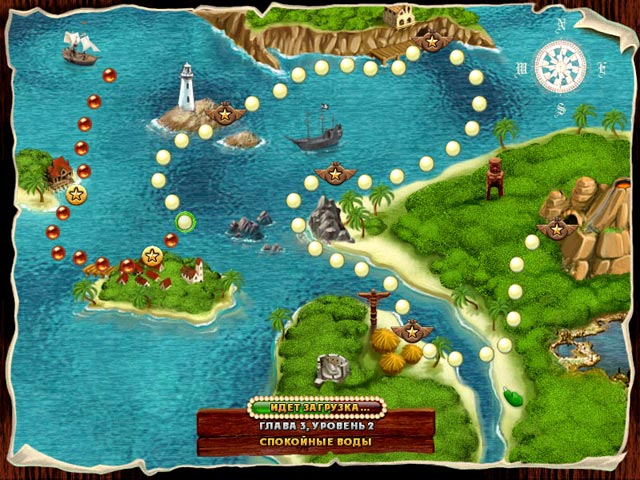 N
W E
S
ИДЕТ ЗАГРУЗКА...
ГЛАВА 3, УРОВЕНЬ 2
СПОКОЙНЫЕ ВОДЫ